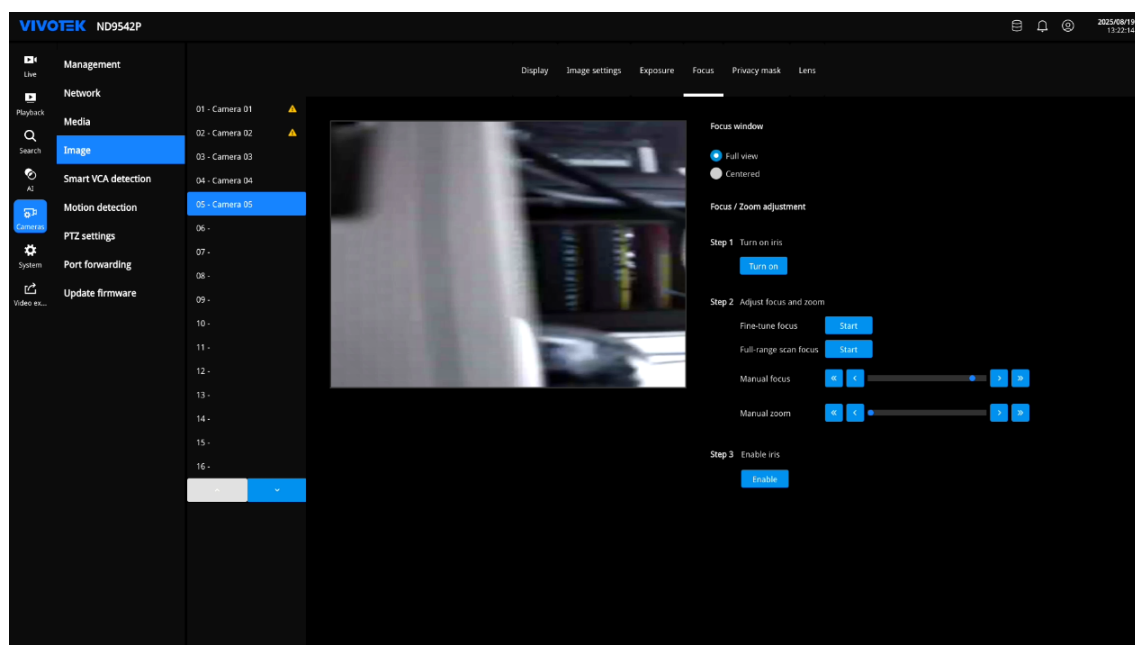 VIVOTEK ND9542P
2025/08/19
13:22:14
Live
Playback
Search
AI
Cameras
System
Video ex...
Management
Network
Media
Image
Smart VCA detection
Motion detection
PTZ settings
Port forwarding
Update firmware
Display Image settings Exposure Focus Privacy mask Lens
01 - Camera 01
02 - Camera 02
03 - Camera 03
04 - Camera 04
05 - Camera 05
06 -
07 -
08 -
09 -
10 -
11 -
12 -
13 -
14 -
15 -
16 -
Focus window
Full view
Centered
Focus / Zoom adjustment
Step 1 Turn on iris
Turn on
Step 2 Adjust focus and zoom
Fine-tune focus Start
Full-range scan focus Start
Manual focus
Manual zoom
Step 3 Enable iris
Enable